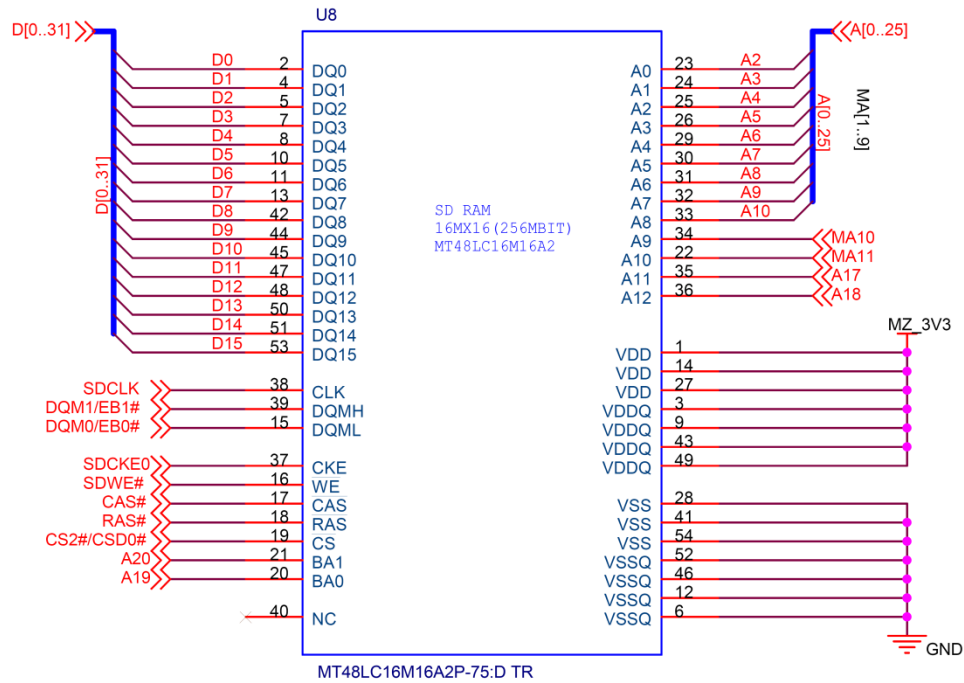 U8
D[0..31]
A[0..25]
D0 2 DQ0 A0 23 A2
D1 4 DQ1 A1 24 A3
D2 5 DQ2 A2 25 A4
D3 7 DQ3 A3 26 A5
D4 8 DQ4 A4 29 A6
D5 10 DQ5 A5 30 A7
D6 11 DQ6 A6 31 A8
D7 13 DQ7 A7 32 A9
D8 42 DQ8 A8 33 A10
D9 44 DQ9 A9 34 MA10
D10 45 DQ10 A10 22 MA11
D11 47 DQ11 A11 35 A17
D12 48 DQ12 A12 36 A18
D13 50 DQ13
D14 51 DQ14
D15 53 DQ15
D[0..31]
A[0..25]
MA[1..9]
SD RAM
16MX16(256MBIT)
MT48LC16M16A2
MZ_3V3
VDD 1
VDD 14
SDCLK 38 CLK VDD 27
DQM1/EB1# 39 DQMH VDDQ 3
DQM0/EB0# 15 DQML VDDQ 9
VDDQ 43
SDCKE0 37 CKE VDDQ 49
SDWE# 16 WE
CAS# 17 CAS VSS 28
RAS# 18 RAS VSS 41
CS2#/CSD0# 19 CS VSS 54
A20 21 BA1 VSSQ 52
A19 20 BA0 VSSQ 46
VSSQ 12
40 NC VSSQ 6
GND
MT48LC16M16A2P-75:D TR